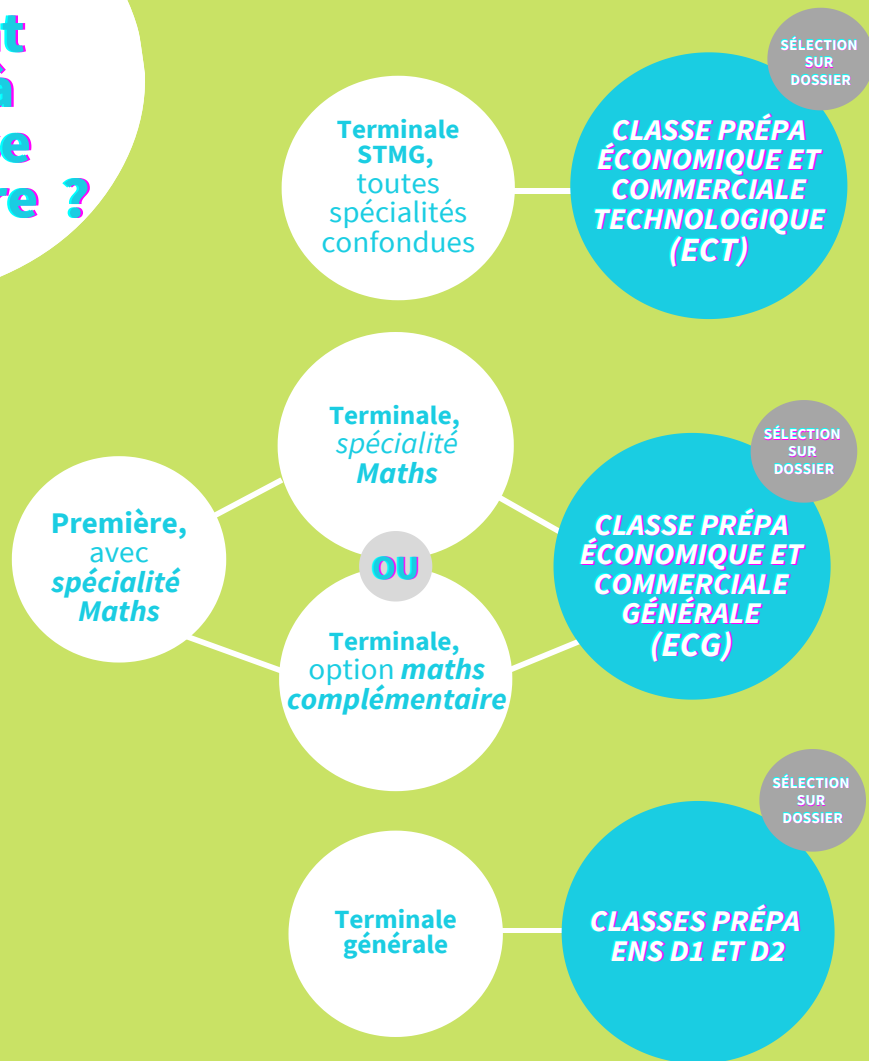 ?
SÉLECTION
SUR
DOSSIER
Terminale
STMG,
toutes
spécialités
confondues
CLASSE PRÉPA
ÉCONOMIQUE ET
COMMERCIALE
TECHNOLOGIQUE
(ECT)
Première,
avec
spécialité
Maths
Terminale,
spécialité
Maths
OU
Terminale,
option maths
complémentaire
SÉLECTION
SUR
DOSSIER
CLASSE PRÉPA
ÉCONOMIQUE ET
COMMERCIALE
GÉNÉRALE
(ECG)
Terminale
générale
SÉLECTION
SUR
DOSSIER
CLASSES PRÉPA
ENS D1 ET D2